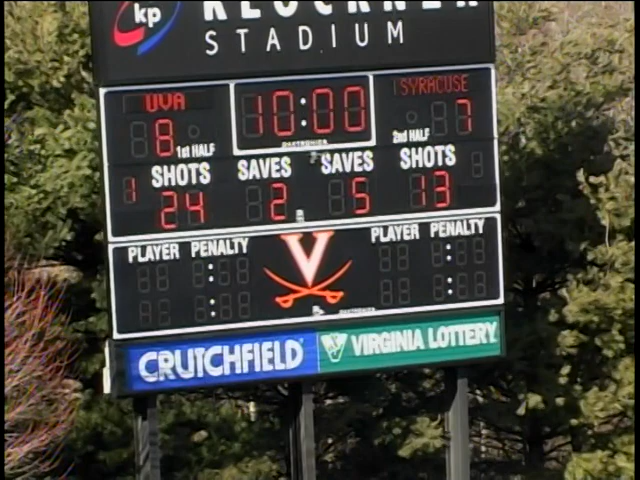 kp KLÖCKNER
STADIUM
UVA 10:00 SYRACUSE
8 1st HALF 2nd HALF 7
SHOTS SAVES SAVES SHOTS
1 24 2 5 13
PLAYER PENALTY PLAYER PENALTY
: :
: :
V
CRUTCHFIELD VIRGINIA LOTTERY